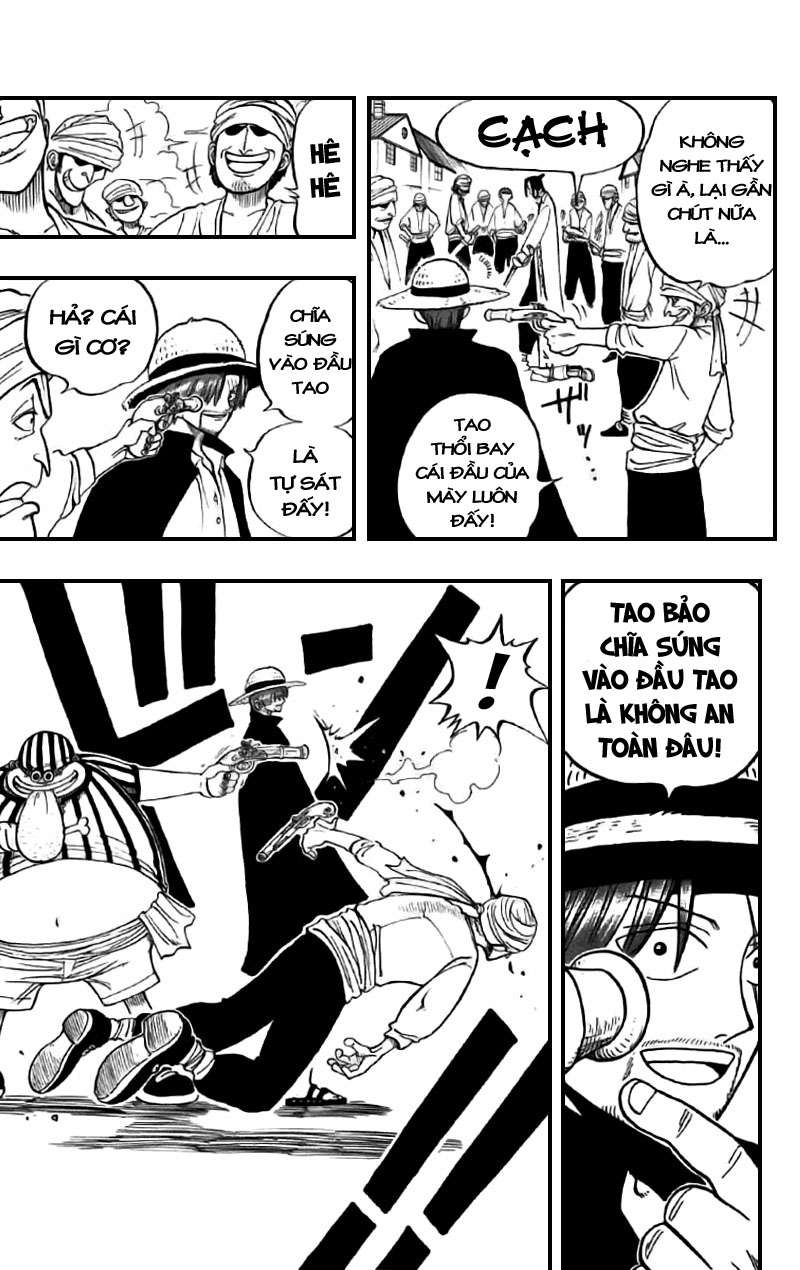 KHÔNG
NGHE THẤY
GÌ À, LẠI GẦN
CHÚT NỮA
LÀ...
CẠCH
TAO
THỔI BAY
CÁI ĐẦU CỦA
MÀY LUÔN
ĐẤY!
HÊ
HÊ
CHĨA
SÚNG
VÀO ĐẦU
TAO
LÀ
TỰ SÁT
ĐẤY!
HẢ? CÁI
GÌ CƠ?
TAO BẢO
CHĨA SÚNG
VÀO ĐẦU TAO
LÀ KHÔNG AN
TOÀN ĐÂU!
!